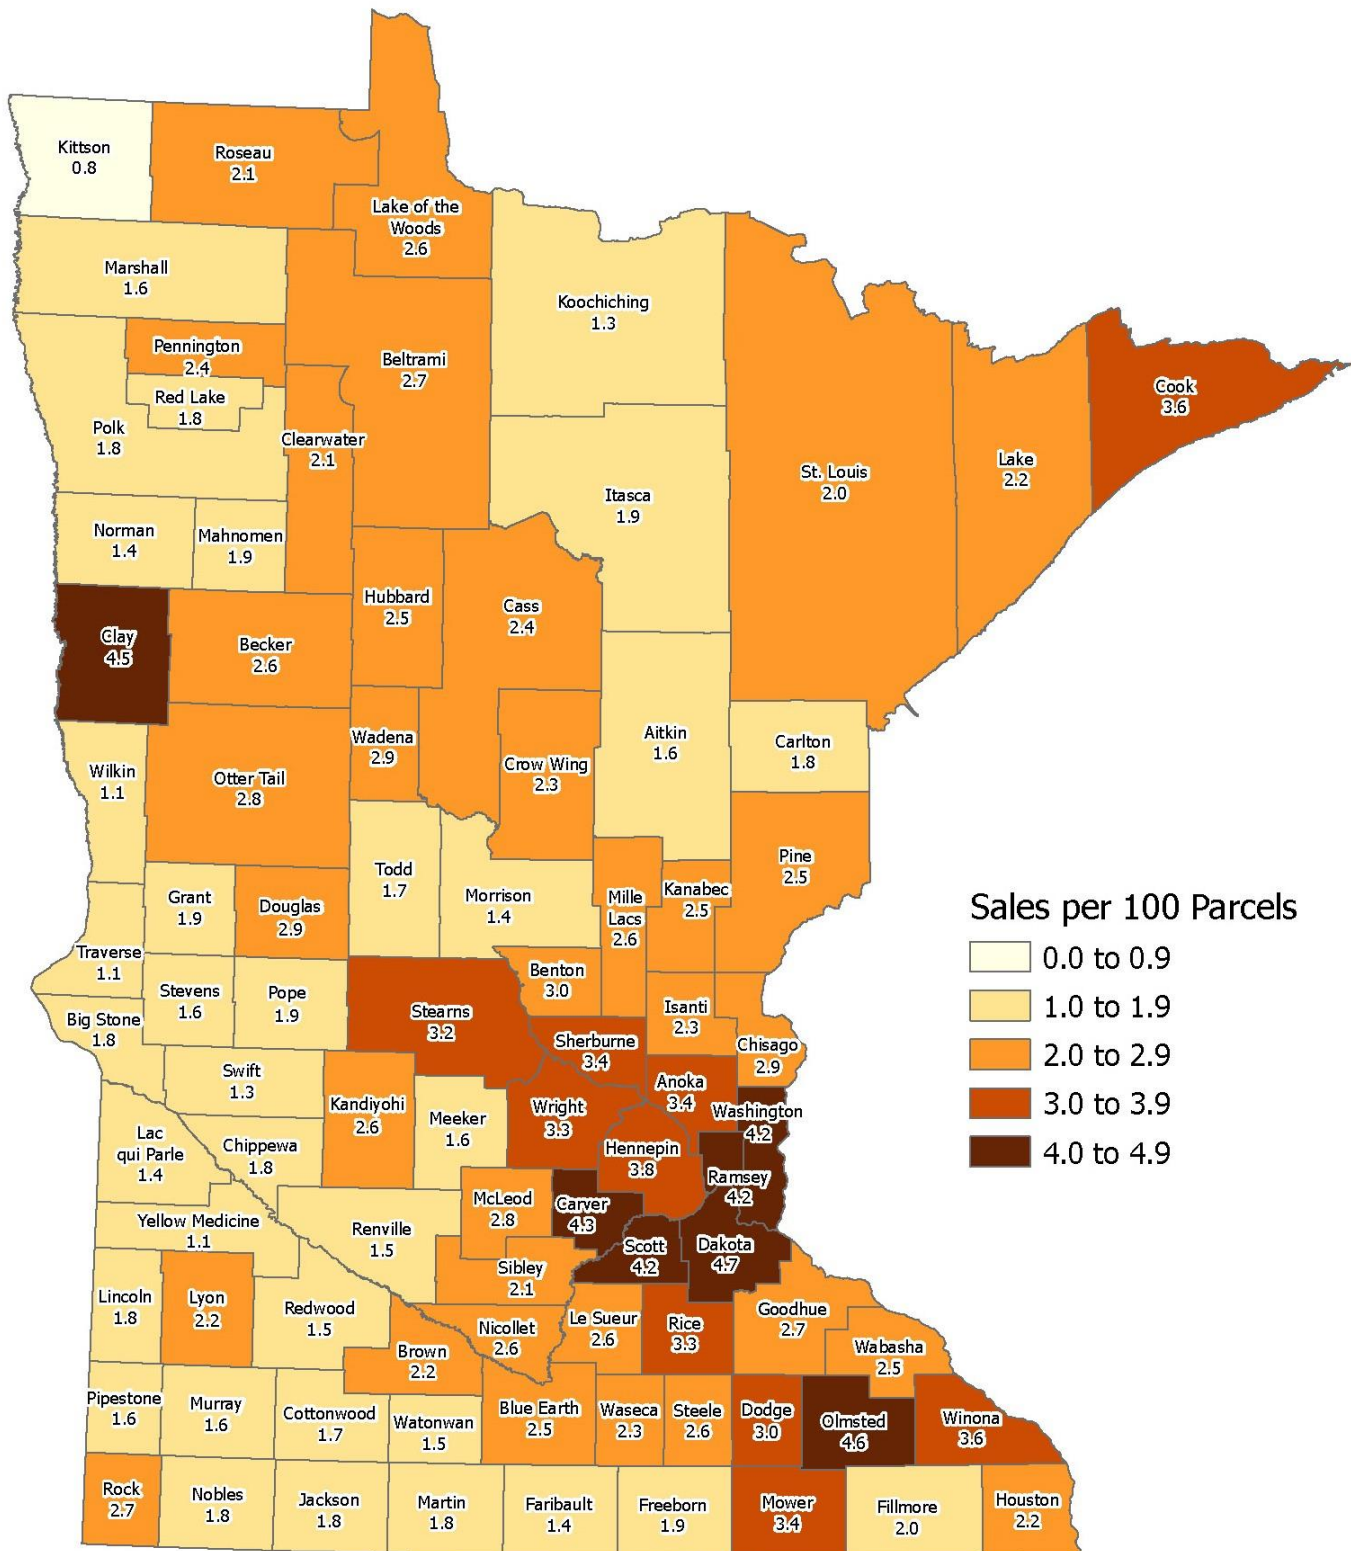 Kittson
0.8
Roseau
2.1
Lake of the
Woods
2.6
Marshall
1.6
Koochiching
1.3
Pennington
2.4
Beltrami
2.7
Cook
3.6
Red Lake
1.8
Polk
1.8
Clearwater
2.1
St. Louis
2.0
Lake
2.2
Itasca
1.9
Norman
1.4
Mahnomen
1.9
Hubbard
2.5
Cass
2.4
Clay
4.5
Becker
2.6
Wadena
2.9
Aitkin
1.6
Carlton
1.8
Wilkin
1.1
Otter Tail
2.8
Crow Wing
2.3
Pine
2.5
Todd
1.7
Morrison
1.4
Mille
Lacs
2.6
Kanabec
2.5
Grant
1.9
Douglas
2.9
Traverse
1.1
Benton
3.0
Stevens
1.6
Pope
1.9
Stearns
3.2
Isanti
2.3
Big Stone
1.8
Sherburne
3.4
Chisago
2.9
Swift
1.3
Anoka
3.4
Kandiyohi
2.6
Meeker
1.6
Wright
3.3
Washington
4.2
Lac
qui Parle
1.4
Chippewa
1.8
Hennepin
3.8
Ramsey
4.2
McLeod
2.8
Carver
4.3
Yellow Medicine
1.1
Renville
1.5
Scott
4.2
Dakota
4.7
Sibley
2.1
Lincoln
1.8
Lyon
2.2
Redwood
1.5
Nicollet
2.6
Le Sueur
2.6
Rice
3.3
Goodhue
2.7
Wabasha
2.5
Brown
2.2
Pipestone
1.6
Murray
1.6
Cottonwood
1.7
Watonwan
1.5
Blue Earth
2.5
Waseca
2.3
Steele
2.6
Dodge
3.0
Olmsted
4.6
Winona
3.6
Rock
2.7
Nobles
1.8
Jackson
1.8
Martin
1.8
Faribault
1.4
Freeborn
1.9
Mower
3.4
Fillmore
2.0
Houston
2.2
Sales per 100 Parcels
0.0 to 0.9
1.0 to 1.9
2.0 to 2.9
3.0 to 3.9
4.0 to 4.9